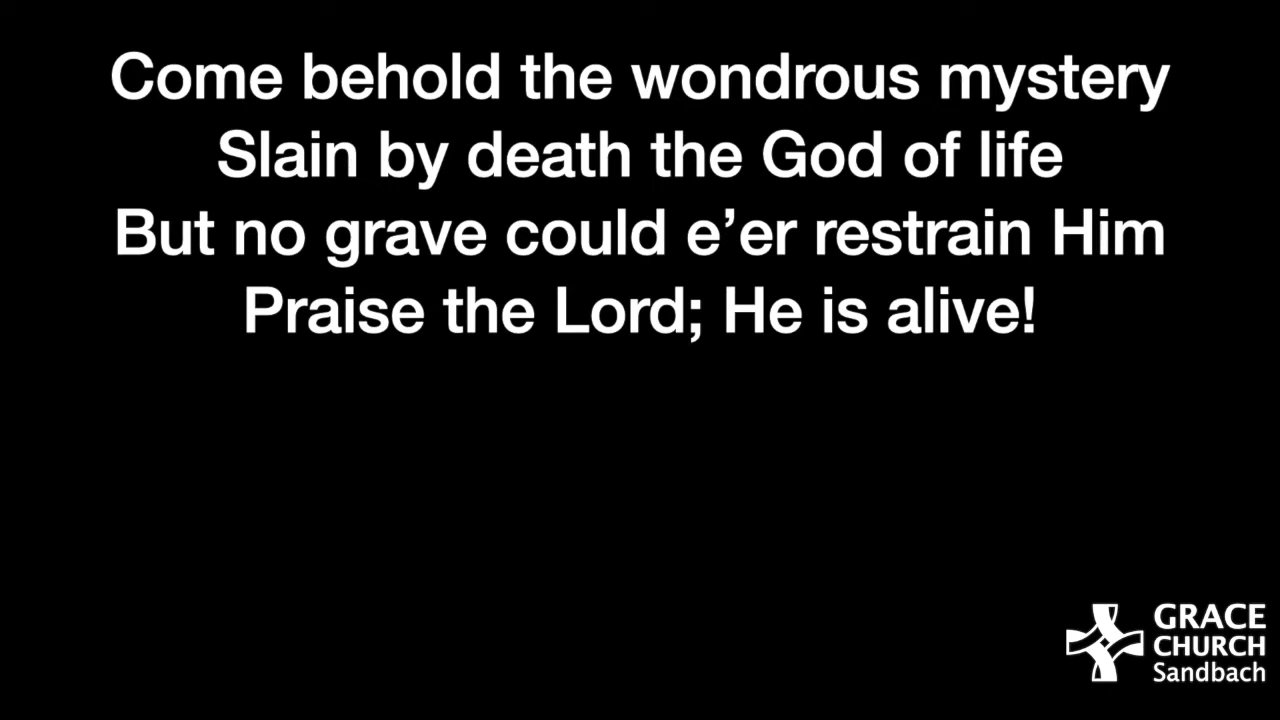 Come behold the wondrous mystery
Slain by death the God of life
But no grave could e’er restrain Him
Praise the Lord; He is alive!
GRACE
CHURCH
Sandbach